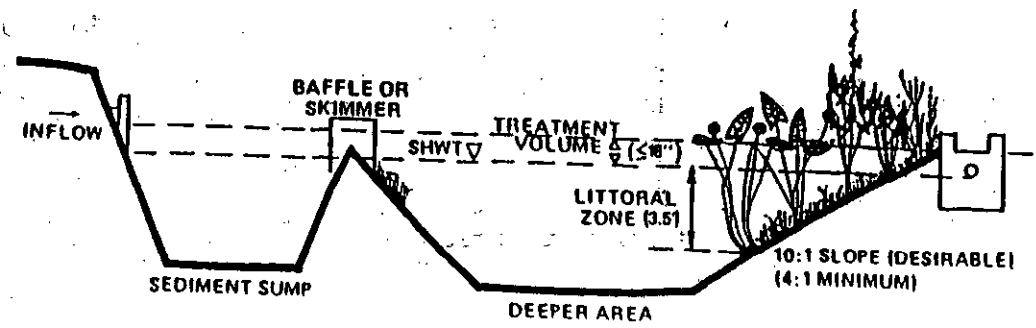 BAFFLE OR
SKIMMER
INFLOW
SHWT
TREATMENT
VOLUME
(≤18")
LITTORAL
ZONE (3.5')
10:1 SLOPE (DESIRABLE)
(4:1 MINIMUM)
SEDIMENT SUMP
DEEPER AREA